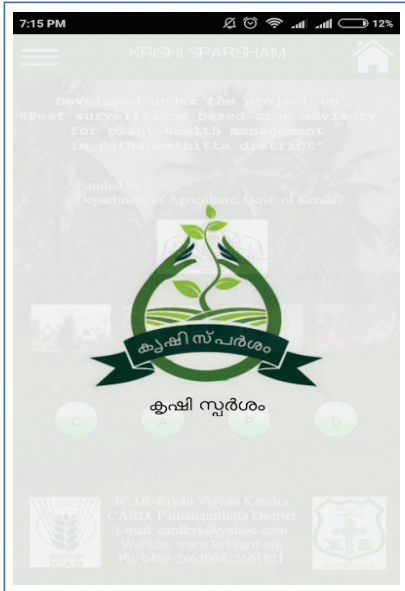 7:15 PM 12%
KRISHI SPARSHAM
Developed under the project on
"Pest surveillance based crop advisory
for plant health management
in Pathanamthitta district"
Funded by
Department of Agriculture, Govt. of Kerala.
കൃഷി സ്പർശം
കൃഷി സ്പർശം
C A P D
ICAR-Krishi Vigyan Kendra
CARD, Pathanamthitta District
Email: cardkvk@yahoo.com
Website: www.kvkcard.org
Ph: 0469-2662094, 2661821
ICAR